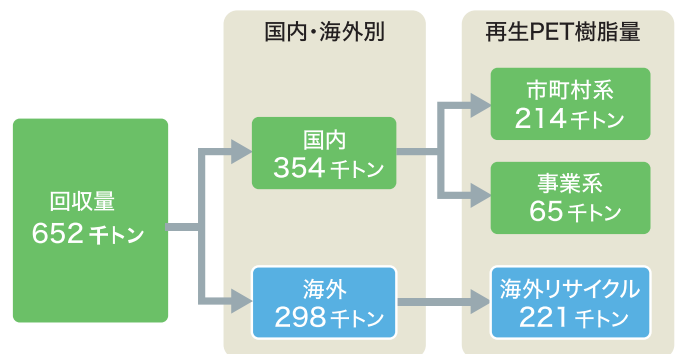 国内・海外別
再生PET樹脂量
回収量
652千トン
国内
354千トン
海外
298千トン
市町村系
214千トン
事業系
65千トン
海外リサイクル
221千トン